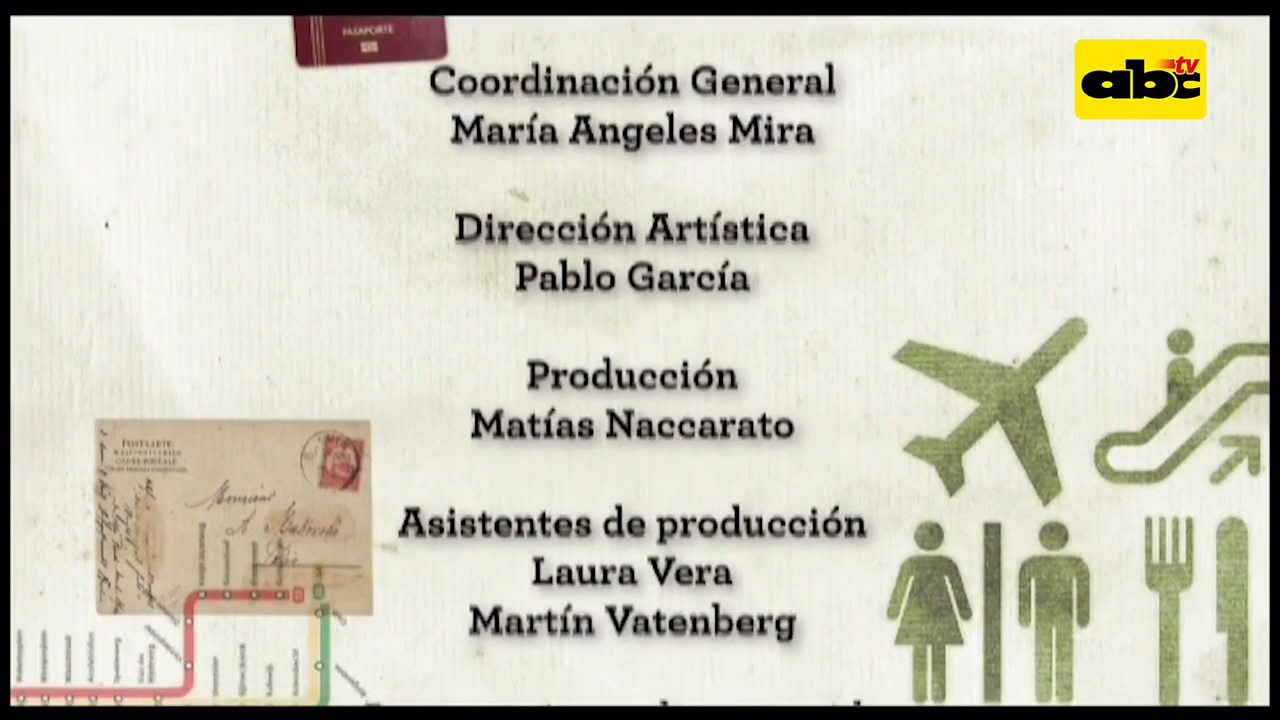 PASAPORTE
abc tv
Coordinación General
María Angeles Mira
Dirección Artística
Pablo García
Producción
Matías Naccarato
Asistentes de producción
Laura Vera
Martín Vatenberg